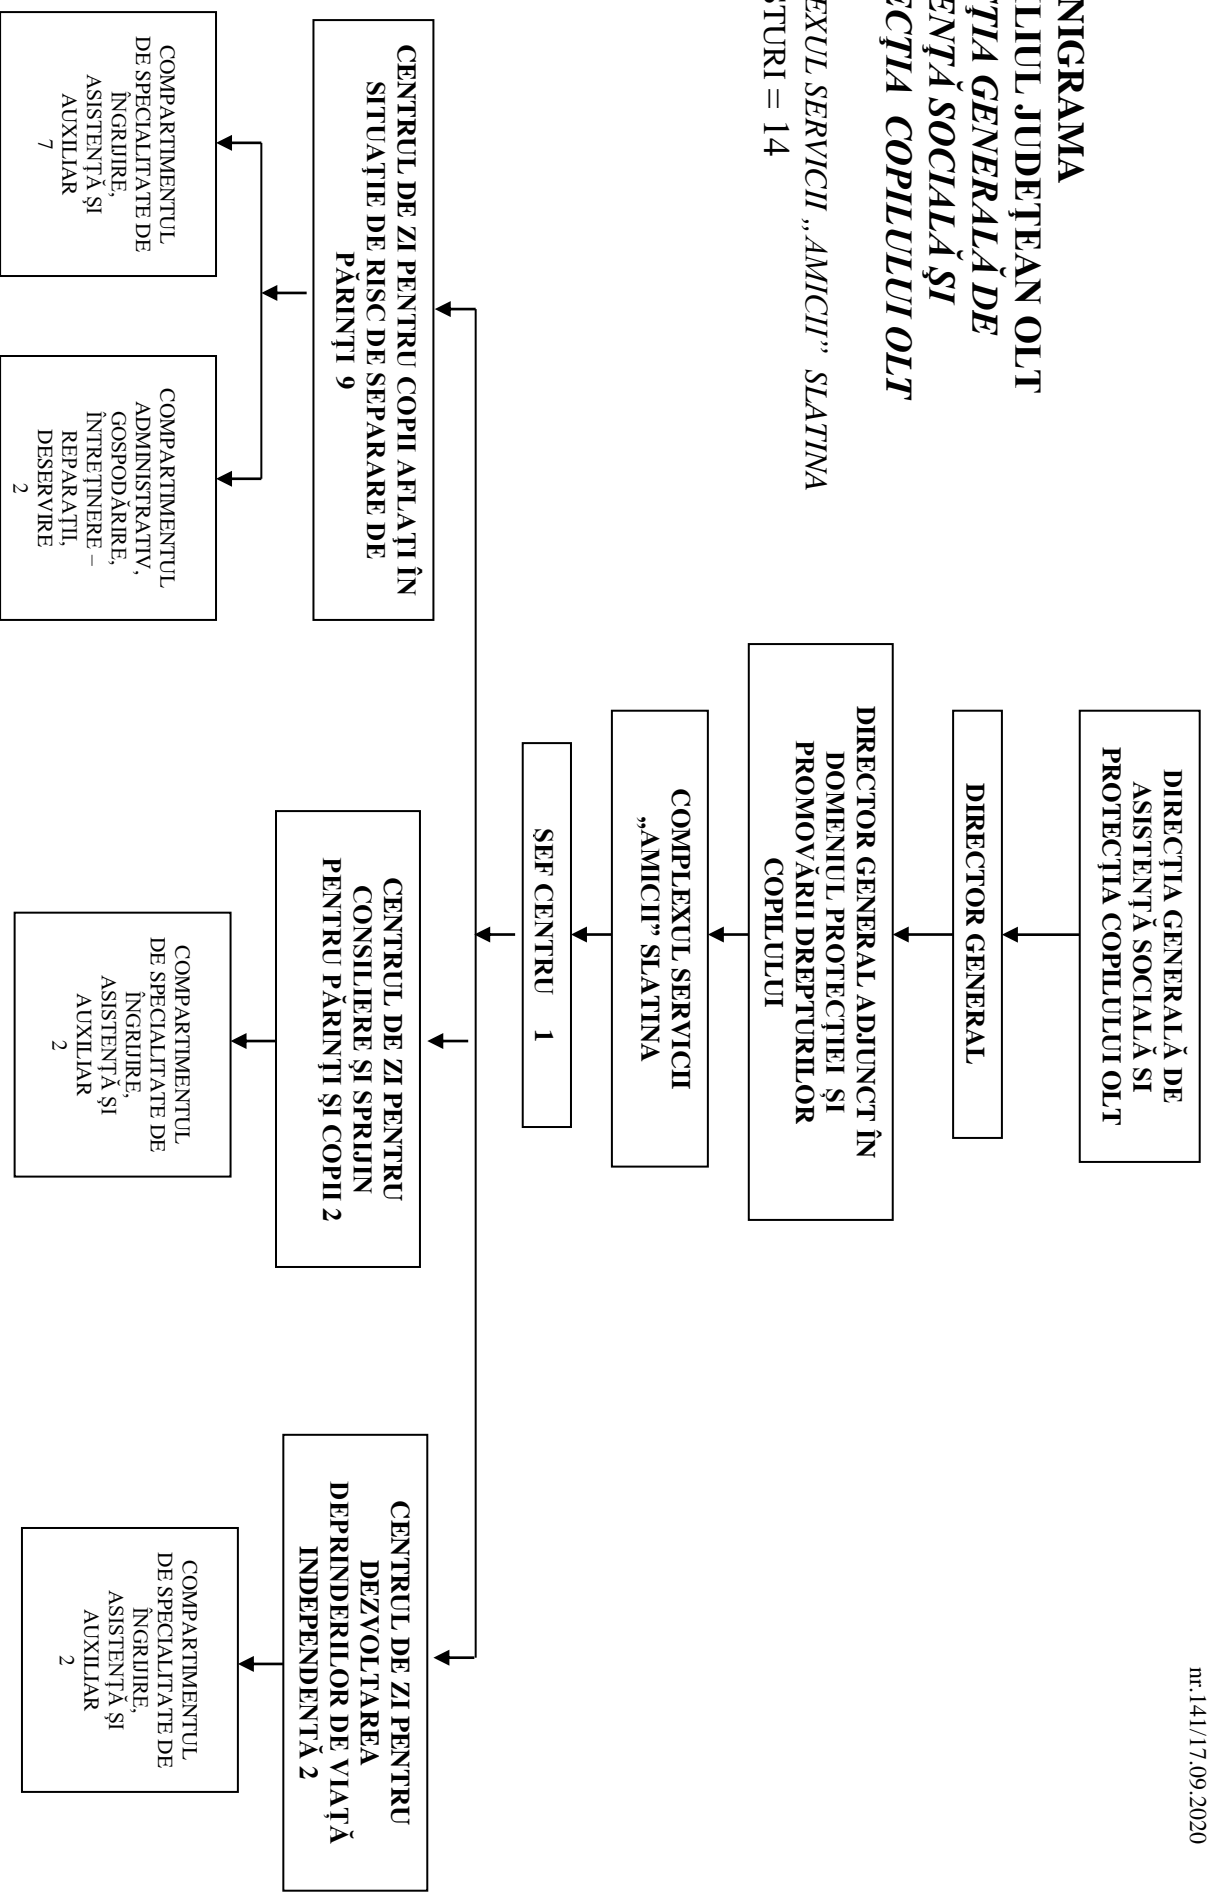 nr.141/17.09.2020
NIGRAMA
ILIUL JUDEȚEAN OLT
ȚIA GENERALĂ DE
ENȚĂ SOCIALĂ ȘI
ECȚIA COPILULUI OLT
EXUL SERVICII „AMICII” SLATINA
STURI = 14
DIRECȚIA GENERALĂ DE
ASISTENȚĂ SOCIALĂ SI
PROTECȚIA COPILULUI OLT
DIRECTOR GENERAL
DIRECTOR GENERAL ADJUNCT ÎN
DOMENIUL PROTECȚIEI ȘI
PROMOVĂRII DREPTURILOR
COPILULUI
COMPLEXUL SERVICII
„AMICII” SLATINA
ȘEF CENTRU 1
CENTRUL DE ZI PENTRU COPII AFLAȚI ÎN
SITUAȚIE DE RISC DE SEPARARE DE
PĂRINȚI 9
CENTRUL DE ZI PENTRU
CONSILIERE ȘI SPRIJIN
PENTRU PĂRINȚI ȘI COPII 2
CENTRUL DE ZI PENTRU
DEZVOLTAREA
DEPRINDERILOR DE VIAȚĂ
INDEPENDENTĂ 2
COMPARTIMENTUL
DE SPECIALITATE DE
ÎNGRIJIRE,
ASISTENȚĂ ȘI
AUXILIAR
7
COMPARTIMENTUL
ADMINISTRATIV,
GOSPODĂRIRE,
ÎNTREȚINERE –
REPARAȚII,
DESERVIRE
2
COMPARTIMENTUL
DE SPECIALITATE DE
ÎNGRIJIRE,
ASISTENȚĂ ȘI
AUXILIAR
2
COMPARTIMENTUL
DE SPECIALITATE DE
ÎNGRIJIRE,
ASISTENȚĂ ȘI
AUXILIAR
2